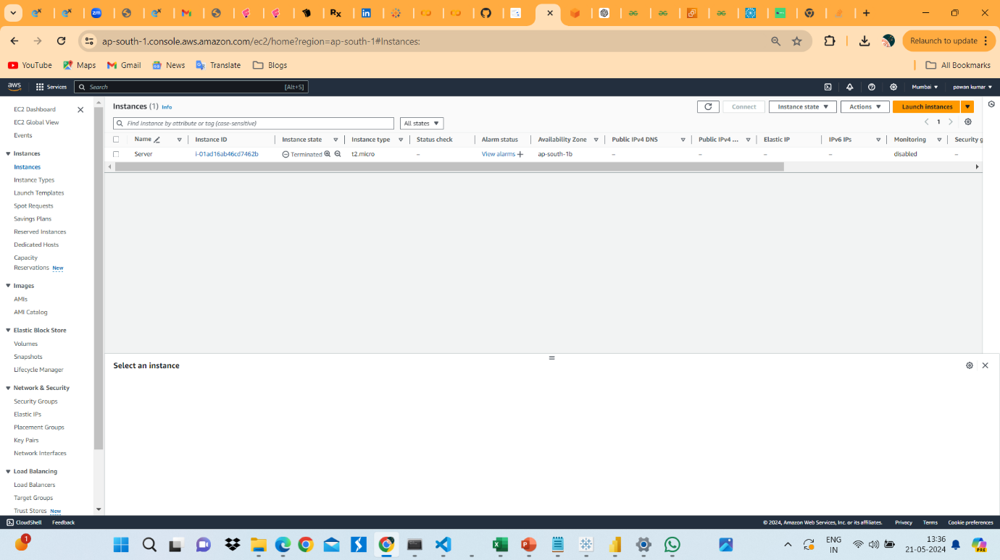 ap-south-1.console.aws.amazon.com/ec2/home?region=ap-south-1#Instances:
Relaunch to update
YouTube Maps Gmail News Translate Blogs All Bookmarks
aws Services Search [Alt+S] Mumbai pawan kumar
EC2 Dashboard
EC2 Global View
Events
Instances
Instances
Instance Types
Launch Templates
Spot Requests
Savings Plans
Reserved Instances
Dedicated Hosts
Capacity
Reservations New
Images
AMIs
AMI Catalog
Elastic Block Store
Volumes
Snapshots
Lifecycle Manager
Network & Security
Security Groups
Elastic IPs
Placement Groups
Key Pairs
Network Interfaces
Load Balancing
Load Balancers
Target Groups
Trust Stores New
Instances (1) Info Connect Instance state Actions Launch instances
Find Instance by attribute or tag (case-sensitive) All states 1
Name Instance ID Instance state Instance type Status check Alarm status Availability Zone Public IPv4 DNS Public IPv4 ... Elastic IP IPv6 IPs Monitoring Security g
Server i-01ad16ab46cd7462b Terminated t2.micro – View alarms + ap-south-1b – – – – disabled –
Select an instance
CloudShell Feedback © 2024, Amazon Web Services, Inc. or its affiliates. Privacy Terms Cookie preferences
1
PRE
ENG
IN
13:36
21-05-2024